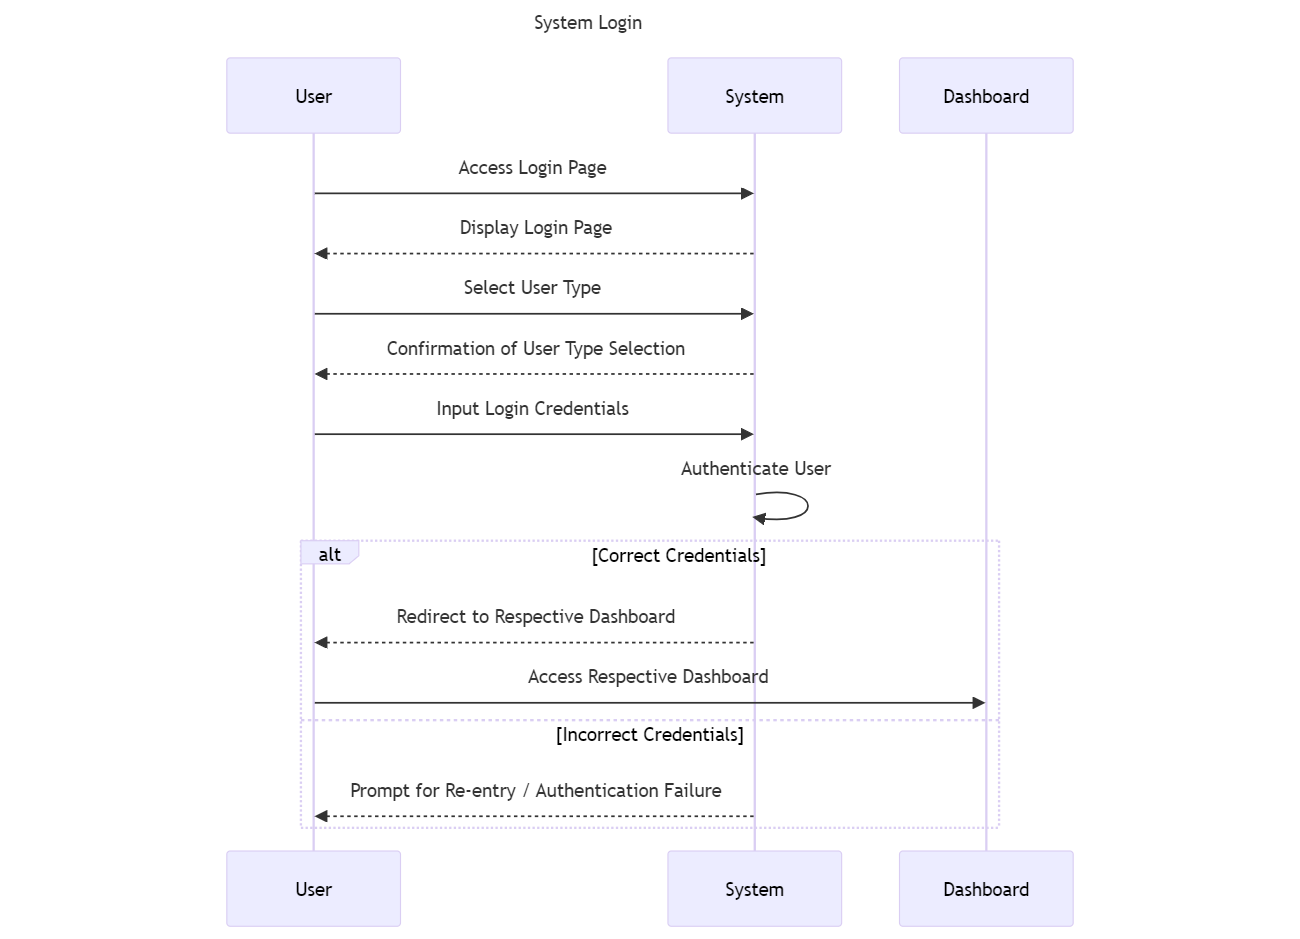 System Login
User
System
Dashboard
Access Login Page
Display Login Page
Select User Type
Confirmation of User Type Selection
Input Login Credentials
Authenticate User
alt
[Correct Credentials]
Redirect to Respective Dashboard
Access Respective Dashboard
[Incorrect Credentials]
Prompt for Re-entry / Authentication Failure
User
System
Dashboard